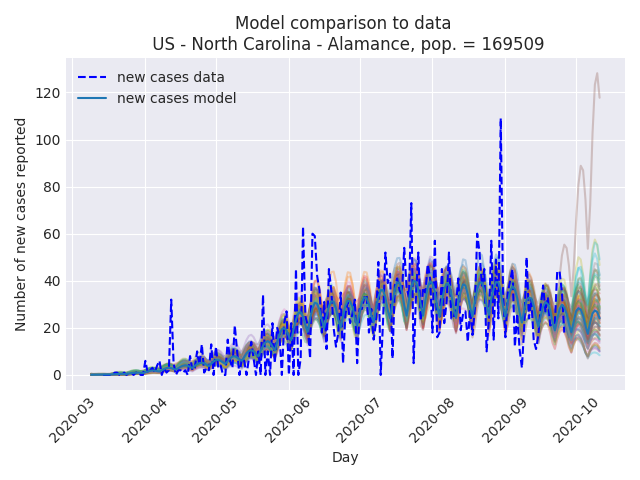 Model comparison to data
US - North Carolina - Alamance, pop. = 169509
new cases data
new cases model
Number of new cases reported
120
100
80
60
40
20
0
2020-03
2020-04
2020-05
2020-06
2020-07
2020-08
2020-09
2020-10
Day